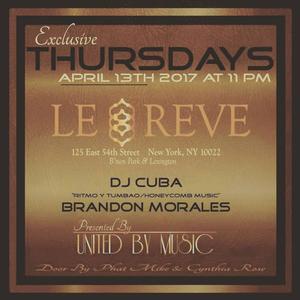 Exclusive
THURSDAYS
APRIL 13TH 2017 AT 11 PM
LE REVE
125 East 54th Street New York, NY 10022
B'tween Park & Lexington
DJ CUBA
"RITMO Y TUMBAO/HONEYCOMB MUSIC"
BRANDON MORALES
Presented By
UNITED BY MUSIC
Door By Phat Mike & Cynthia Rose